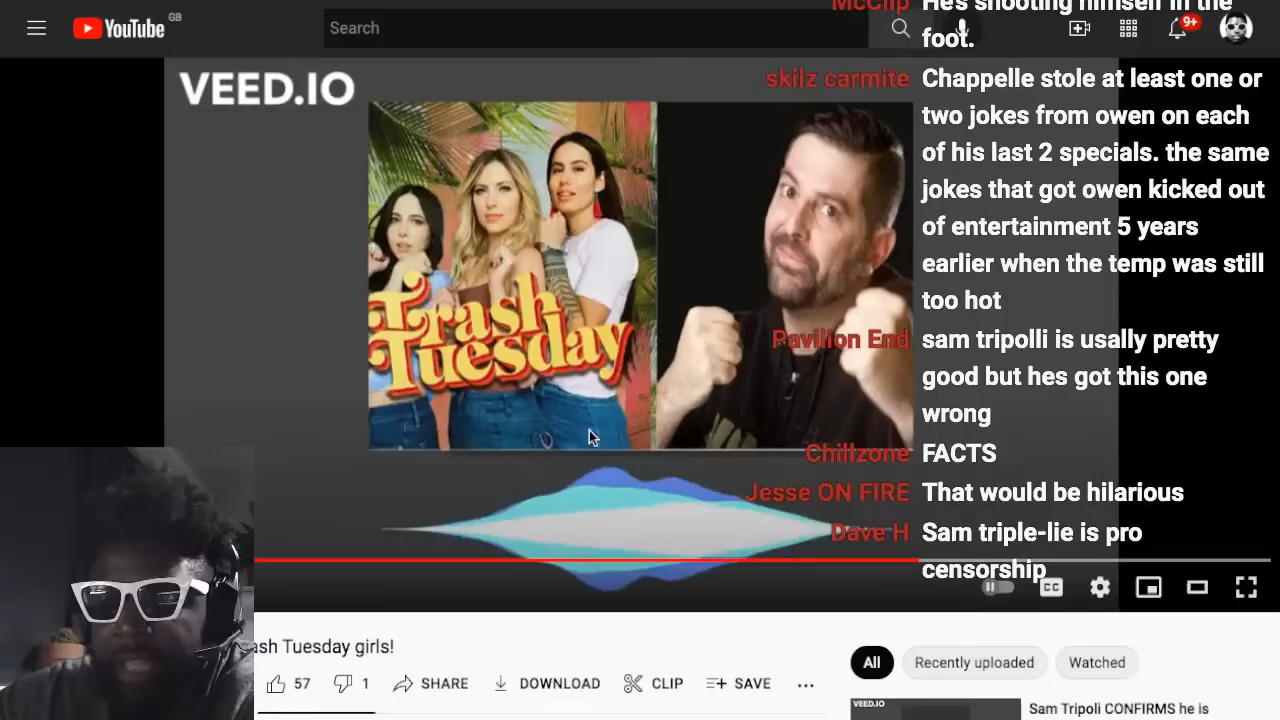 YouTube GB
Search
9+
McClip He's shooting himself in the
foot.
skilz carmite Chappelle stole at least one or
two jokes from owen on each
of his last 2 specials. the same
jokes that got owen kicked out
of entertainment 5 years
earlier when the temp was still
too hot
Pavilion End sam tripolli is usally pretty
good but hes got this one
wrong
Chillzone FACTS
Jesse ON FIRE That would be hilarious
Dave H Sam triple-lie is pro
censorship
VEED.IO
Trash
Tuesday
CC
ash Tuesday girls!
57 1 SHARE DOWNLOAD CLIP SAVE ...
All Recently uploaded Watched
VEED.IO
Sam Tripoli CONFIRMS he is